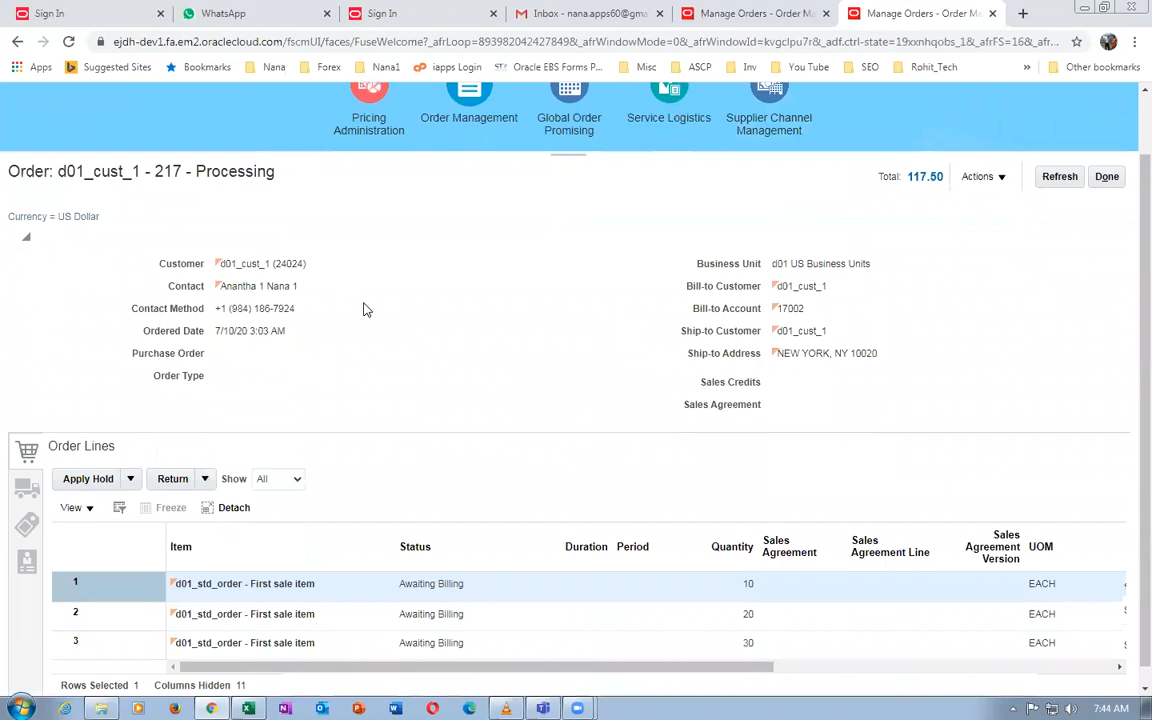 Sign In
WhatsApp
Sign In
Inbox - nana.apps60@gma
Manage Orders - Order M
Manage Orders - Order M
ejdh-dev1.fa.em2.oraclecloud.com/fscmUI/faces/FuseWelcome?_afrLoop=893982042427849&_afrWindowMode=0&_afrWindowId=kvgclpu7r&_adf.ctrl-state=19xxnhqobs_1&_afrFS=16&_afr...
Apps Suggested Sites Bookmarks Nana Forex Nana1 iapps Login Oracle EBS Forms P... Misc ASCP Inv You Tube SEO Rohit_Tech » Other bookmarks
Pricing Administration
Order Management
Global Order Promising
Service Logistics
Supplier Channel Management
Order: d01_cust_1 - 217 - Processing
Total: 117.50 Actions Refresh Done
Currency = US Dollar
Customer d01_cust_1 (24024)
Contact Anantha 1 Nana 1
Contact Method +1 (984) 186-7924
Ordered Date 7/10/20 3:03 AM
Purchase Order
Order Type
Business Unit d01 US Business Units
Bill-to Customer d01_cust_1
Bill-to Account 17002
Ship-to Customer d01_cust_1
Ship-to Address NEW YORK, NY 10020
Sales Credits
Sales Agreement
Order Lines
Apply Hold Return Show All
View Freeze Detach
Item Status Duration Period Quantity Sales Agreement Sales Agreement Line Sales Agreement Version UOM
1 d01_std_order - First sale item Awaiting Billing 10 EACH
2 d01_std_order - First sale item Awaiting Billing 20 EACH
3 d01_std_order - First sale item Awaiting Billing 30 EACH
Rows Selected 1 Columns Hidden 11
7:44 AM